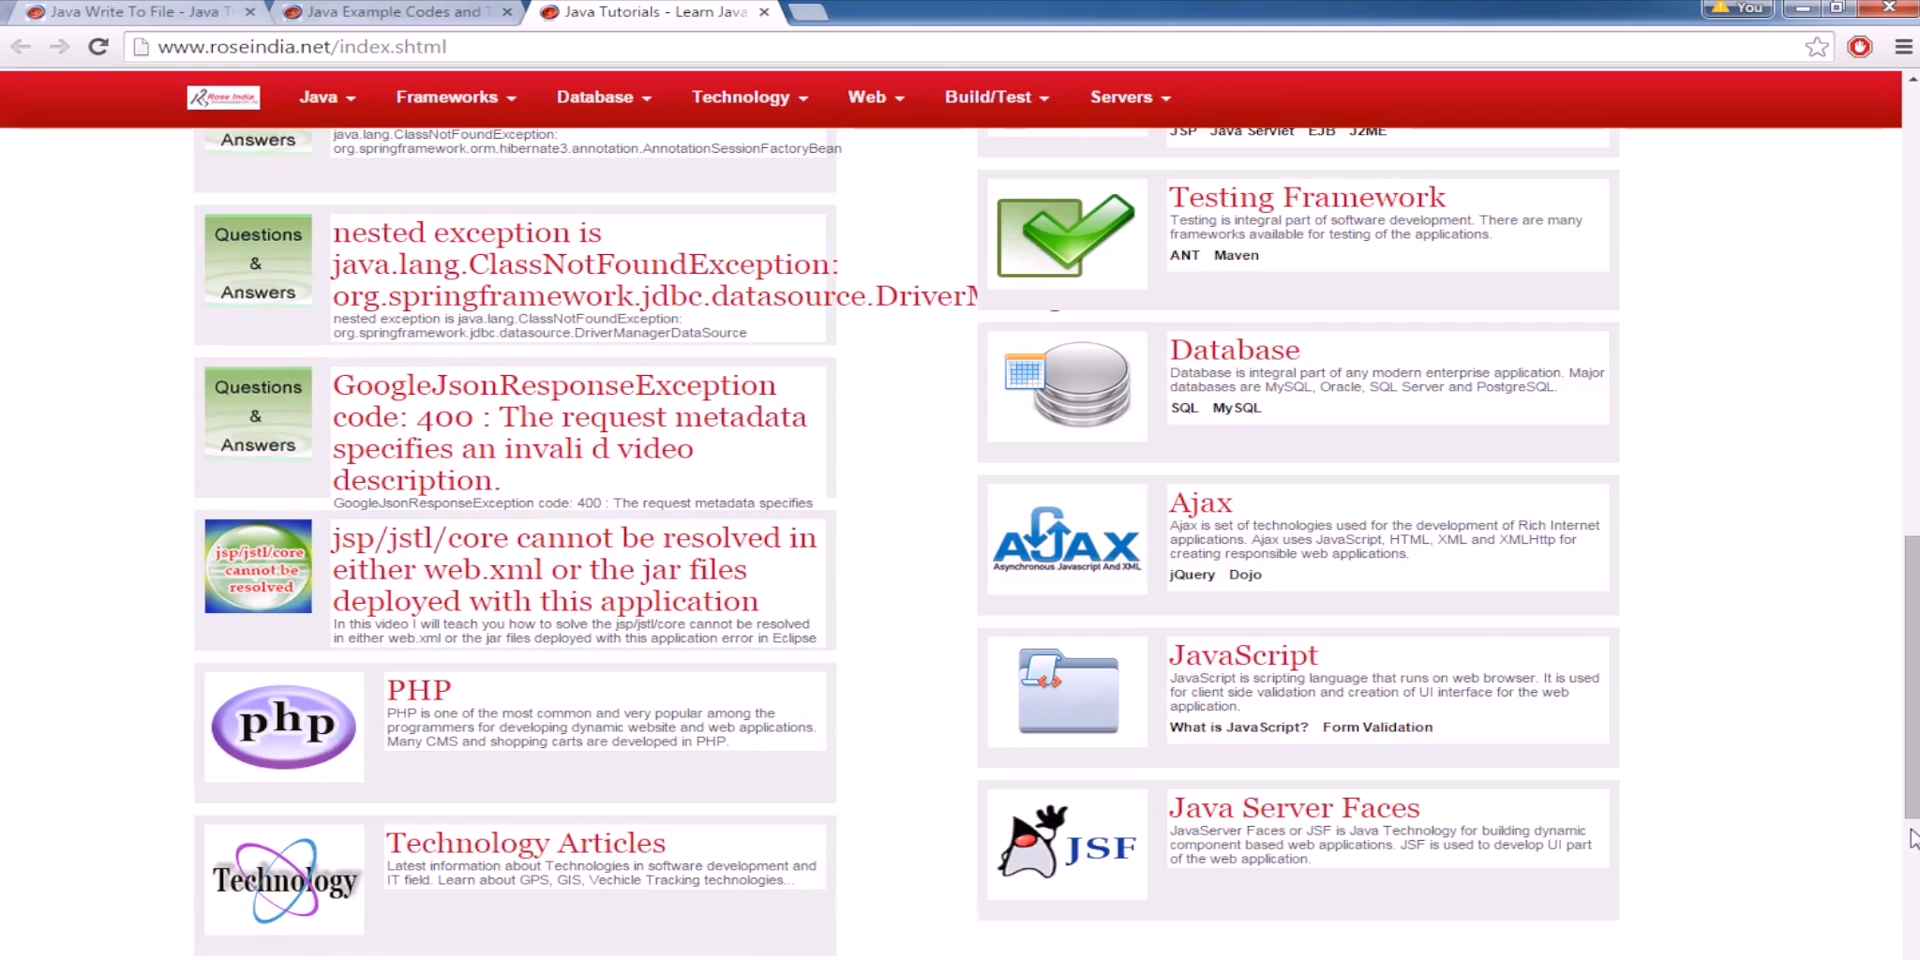 Java Write To File - Java T
Java Example Codes and T
Java Tutorials - Learn Java
You
www.roseindia.net/index.shtml
Rose India
Java
Frameworks
Database
Technology
Web
Build/Test
Servers
Answers
java.lang.ClassNotFoundException:
org.springframework.orm.hibernate3.annotation.AnnotationSessionFactoryBean
Questions
&
Answers
nested exception is
java.lang.ClassNotFoundException:
org.springframework.jdbc.datasource.DriverM
nested exception is java.lang.ClassNotFoundException:
org.springframework.jdbc.datasource.DriverManagerDataSource
Questions
&
Answers
GoogleJsonResponseException
code: 400 : The request metadata
specifies an invali d video
description.
GoogleJsonResponseException code: 400 : The request metadata specifies
jsp/jstl/core
cannot be
resolved
jsp/jstl/core cannot be resolved in
either web.xml or the jar files
deployed with this application
In this video I will teach you how to solve the jsp/jstl/core cannot be resolved
in either web.xml or the jar files deployed with this application error in Eclipse
php
PHP
PHP is one of the most common and very popular among the
programmers for developing dynamic website and web applications.
Many CMS and shopping carts are developed in PHP.
Technology
Technology Articles
Latest information about Technologies in software development and
IT field. Learn about GPS, GIS, Vechicle Tracking technologies...
JSP Java Servlet EJB J2ME
Testing Framework
Testing is integral part of software development. There are many
frameworks available for testing of the applications.
ANT Maven
Database
Database is integral part of any modern enterprise application. Major
databases are MySQL, Oracle, SQL Server and PostgreSQL.
SQL MySQL
AJAX
Asynchronous Javascript And XML
Ajax
Ajax is set of technologies used for the development of Rich Internet
applications. Ajax uses JavaScript, HTML, XML and XMLHttp for
creating responsible web applications.
jQuery Dojo
JavaScript
JavaScript is scripting language that runs on web browser. It is used
for client side validation and creation of UI interface for the web
application.
What is JavaScript? Form Validation
JSF
Java Server Faces
JavaServer Faces or JSF is Java Technology for building dynamic
component based web applications. JSF is used to develop UI part
of the web application.